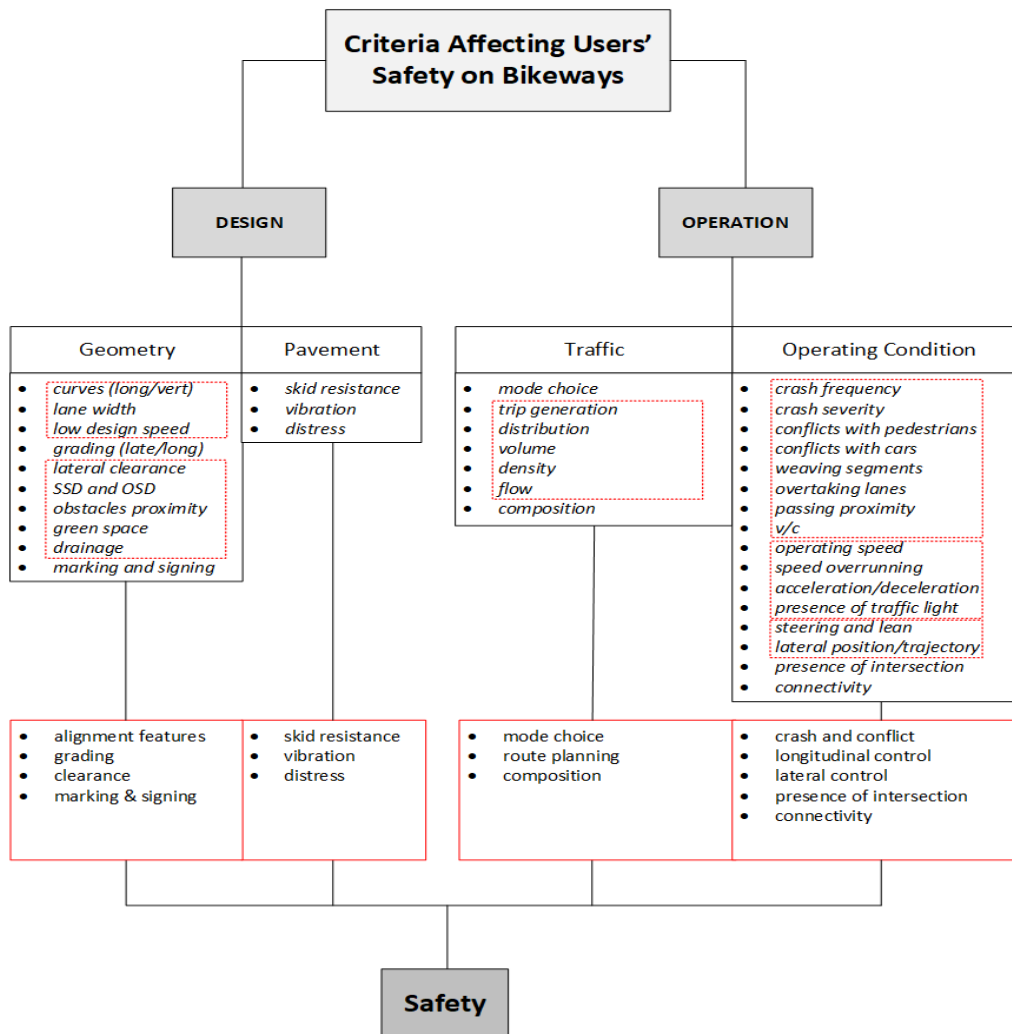 Criteria Affecting Users'
Safety on Bikeways
DESIGN
OPERATION
Geometry
• curves (long/vert)
• lane width
• low design speed
• grading (late/long)
• lateral clearance
• SSD and OSD
• obstacles proximity
• green space
• drainage
• marking and signing
Pavement
• skid resistance
• vibration
• distress
Traffic
• mode choice
• trip generation
• distribution
• volume
• density
• flow
• composition
Operating Condition
• crash frequency
• crash severity
• conflicts with pedestrians
• conflicts with cars
• weaving segments
• overtaking lanes
• passing proximity
• v/c
• operating speed
• speed overrunning
• acceleration/deceleration
• presence of traffic light
• steering and lean
• lateral position/trajectory
• presence of intersection
• connectivity
• alignment features
• grading
• clearance
• marking & signing
• skid resistance
• vibration
• distress
• mode choice
• route planning
• composition
• crash and conflict
• longitudinal control
• lateral control
• presence of intersection
• connectivity
Safety